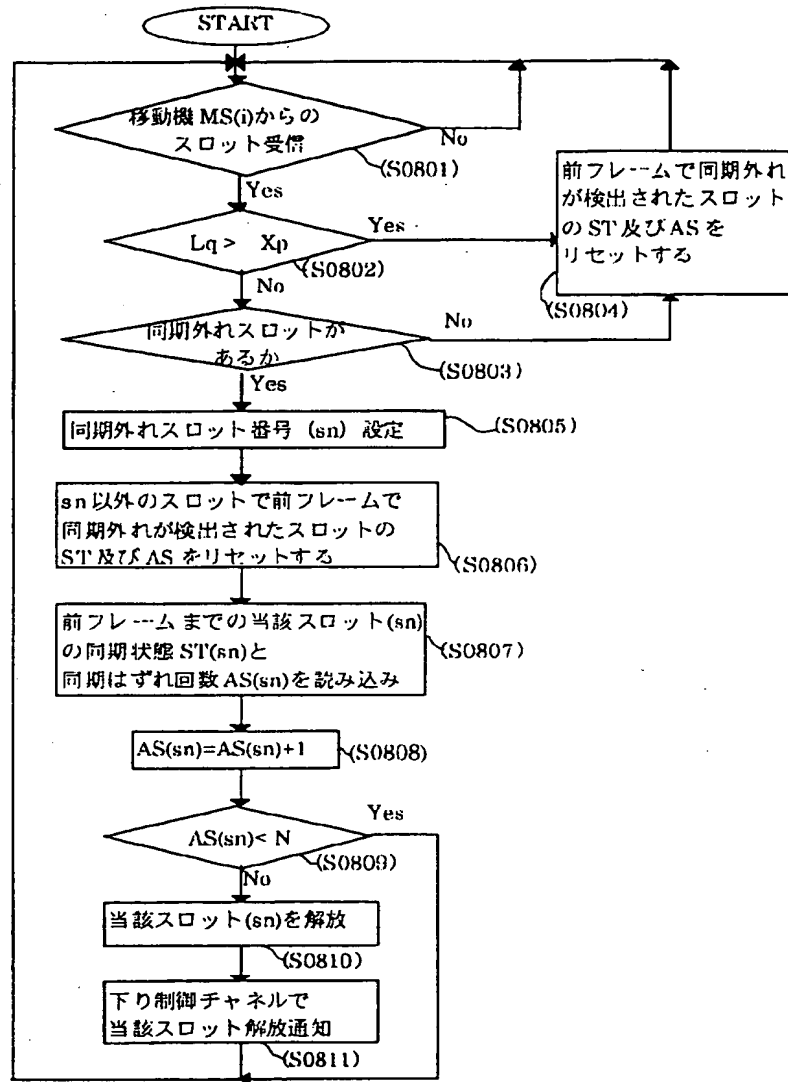 START
移動機 MS(i)からの
スロット受信
No
(S0801)
Yes
前フレームで同期外れ
が検出されたスロット
の ST 及び AS を
リセットする
(S0804)
Lq > Xp
Yes
(S0802)
No
同期外れスロットが
あるか
No
(S0803)
Yes
同期外れスロット番号 (sn) 設定
(S0805)
sn 以外のスロットで前フレームで
同期外れが検出されたスロットの
ST 及び AS をリセットする
(S0806)
前フレームまでの当該スロット(sn)
の同期状態 ST(sn)と
同期はずれ回数 AS(sn)を読み込み
(S0807)
AS(sn)=AS(sn)+1
(S0808)
AS(sn)< N
Yes
(S0809)
No
当該スロット(sn)を解放
(S0810)
下り制御チャネルで
当該スロット解放通知
(S0811)